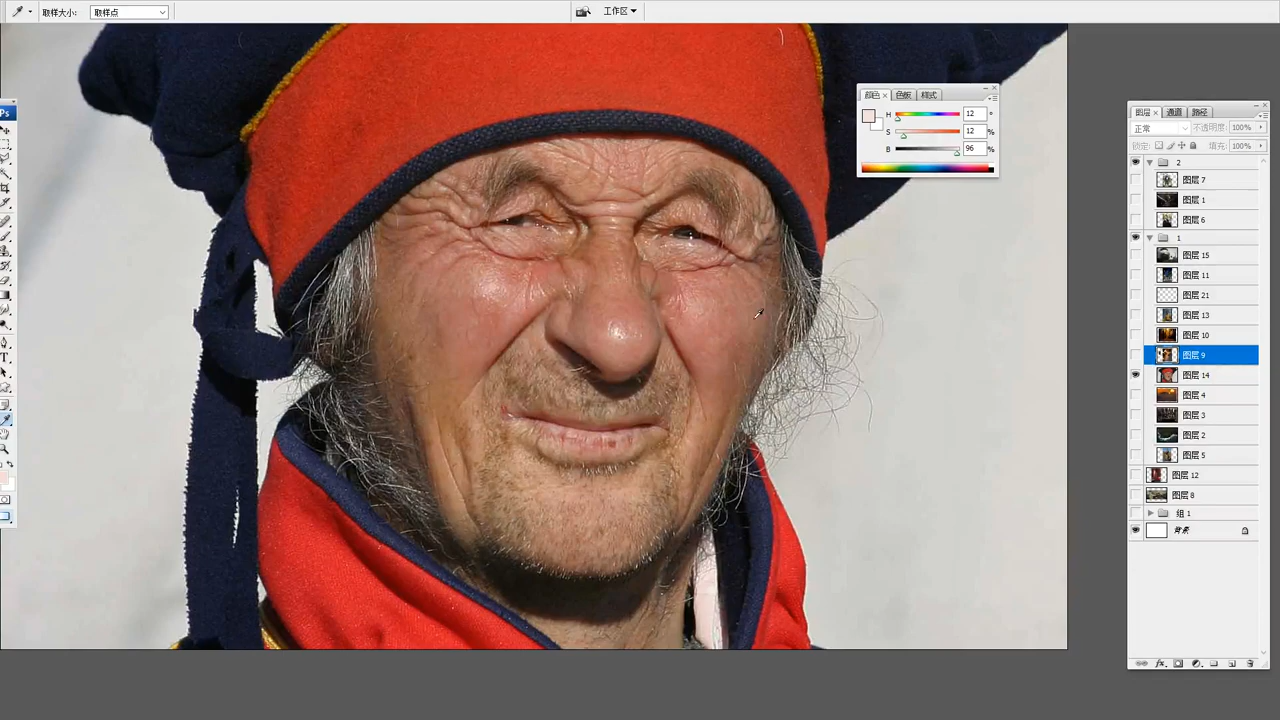 取样大小: 取样点
工作区
Ps
颜色 色板 样式
H 12 °
S 12 %
B 96 %
图层 通道 路径
正常 不透明度: 100%
锁定: 填充: 100%
2
图层 7
图层 1
图层 6
1
图层 15
图层 11
图层 21
图层 13
图层 10
图层 9
图层 14
图层 4
图层 3
图层 2
图层 5
图层 12
图层 8
组 1
背景